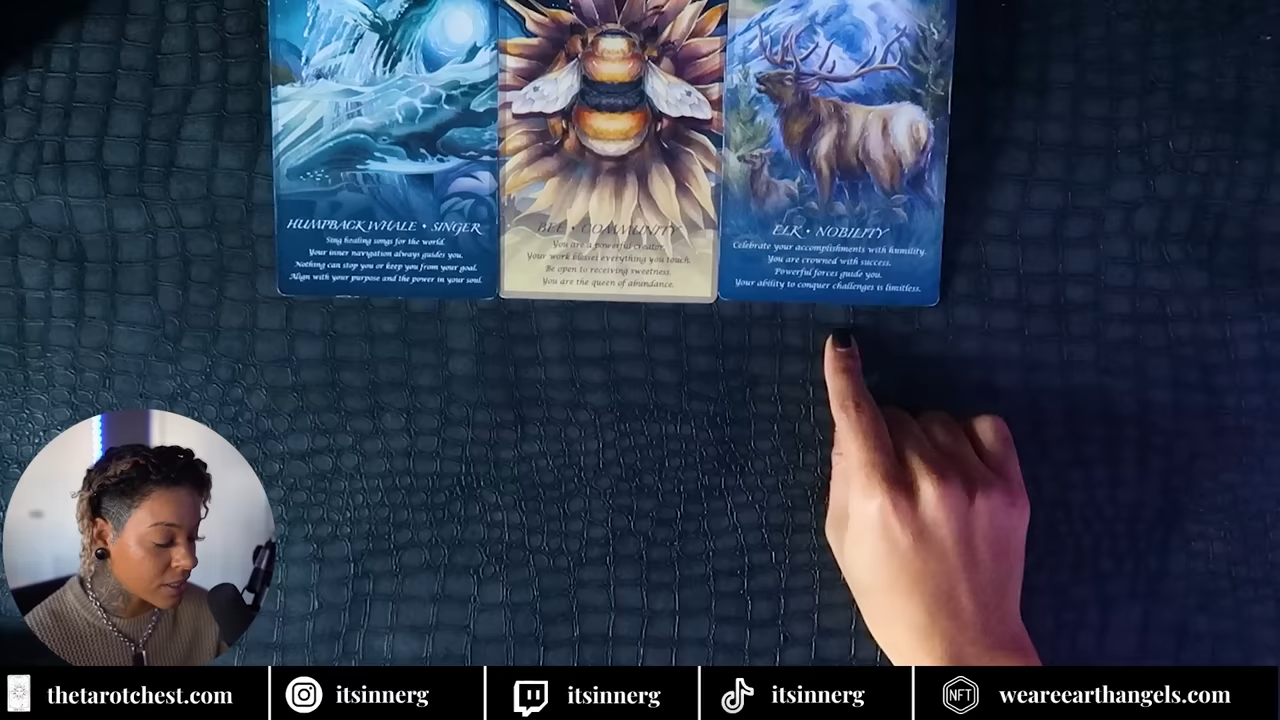 HUMPBACK WHALE • SINGER
Sing healing songs for the world.
Your inner navigation always guides you.
Nothing can stop you or keep you from your goal.
Align with your purpose and the power in your soul.
BEE • COMMUNITY
You are a powerful creator.
Your work blesses everything you touch.
Be open to receiving sweetness.
You are the queen of abundance.
ELK • NOBILITY
Celebrate your accomplishments with humility.
You are crowned with success.
Powerful forces guide you.
Your ability to conquer challenges is limitless.
thetarotchest.com
itsinnerg
itsinnerg
itsinnerg
NFT
weareearthangels.com